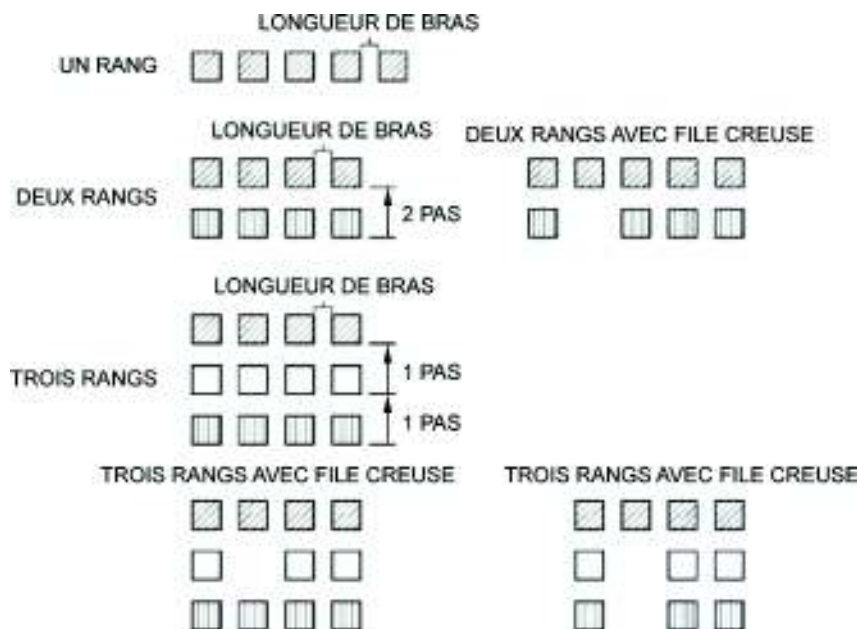 LONGUEUR DE BRAS
UN RANG
LONGUEUR DE BRAS
DEUX RANGS AVEC FILE CREUSE
DEUX RANGS
2 PAS
LONGUEUR DE BRAS
1 PAS
TROIS RANGS
1 PAS
TROIS RANGS AVEC FILE CREUSE
TROIS RANGS AVEC FILE CREUSE